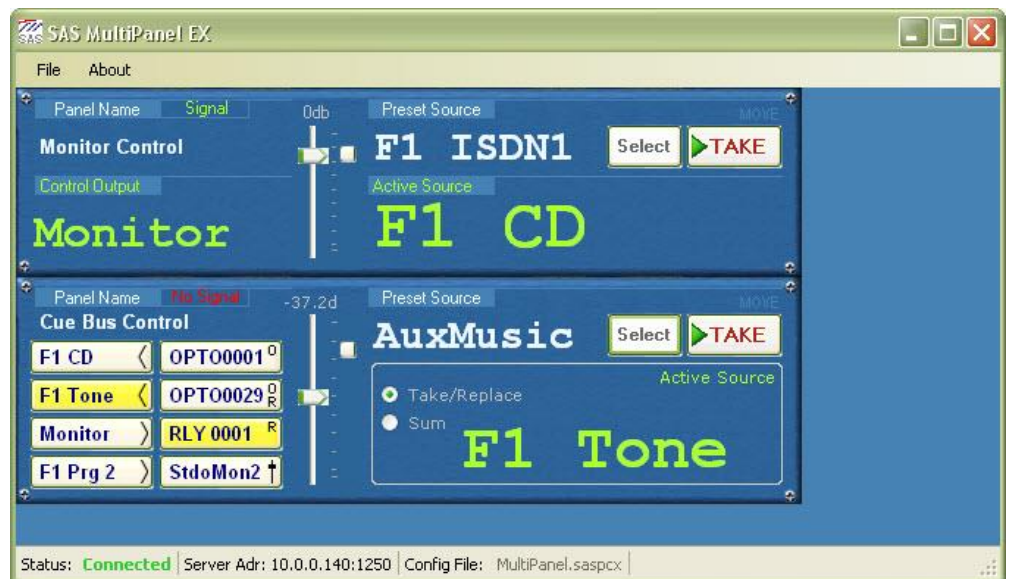 SAS MultiPanel EX
File About
Panel Name Signal 0db Preset Source MOVE
Monitor Control F1 ISDN1 Select TAKE
Control Output Active Source
Monitor F1 CD
Panel Name No Signal -37.2d Preset Source MOVE
Cue Bus Control AuxMusic Select TAKE
F1 CD OPTO0001 O
Active Source
F1 Tone OPTO0029 O R Take/Replace
Monitor RLY 0001 R Sum
F1 Tone
F1 Prg 2 StdoMon2
Status: Connected Server Adr: 10.0.0.140:1250 Config File: MultiPanel.saspcx